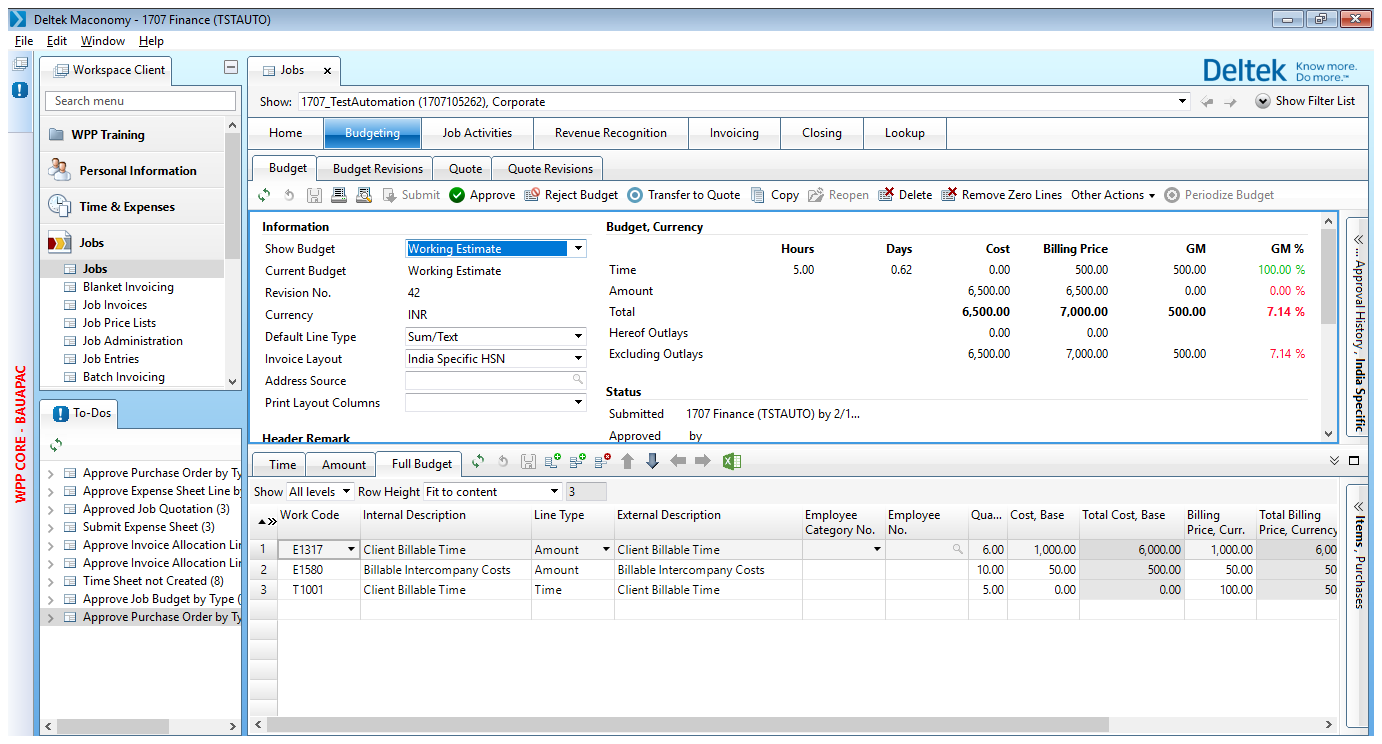 Deltek Maconomy - 1707 Finance (TSTAUTO)
File Edit Window Help
Workspace Client
Search menu
WPP Training
Personal Information
Time & Expenses
Jobs
Jobs
Blanket Invoicing
Job Invoices
Job Price Lists
Job Administration
Job Entries
Batch Invoicing
WPP CORE - BAUAPAC
To-Dos
Approve Purchase Order by Ty
Approve Expense Sheet Line b
Approved Job Quotation (3)
Submit Expense Sheet (3)
Approve Invoice Allocation Lin
Approve Invoice Allocation Lin
Time Sheet not Created (8)
Approve Job Budget by Type (
Approve Purchase Order by Ty
Jobs x
Deltek Know more.
Do more.™
Show: 1707_TestAutomation (1707105262), Corporate Show Filter List
Home Budgeting Job Activities Revenue Recognition Invoicing Closing Lookup
Budget Budget Revisions Quote Quote Revisions
Submit Approve Reject Budget Transfer to Quote Copy Reopen Delete Remove Zero Lines Other Actions Periodize Budget
Information
Show Budget Working Estimate
Current Budget Working Estimate
Revision No. 42
Currency INR
Default Line Type Sum/Text
Invoice Layout India Specific HSN
Address Source
Print Layout Columns
Header Remark
Budget, Currency
Hours Days Cost Billing Price GM GM %
Time 5.00 0.62 0.00 500.00 500.00 100.00 %
Amount 6,500.00 6,500.00 0.00 0.00 %
Total 6,500.00 7,000.00 500.00 7.14 %
Hereof Outlays 0.00 0.00
Excluding Outlays 6,500.00 7,000.00 500.00 7.14 %
Status
Submitted 1707 Finance (TSTAUTO) by 2/1...
Approved by
... Approval History, India Specific
Time Amount Full Budget
Show All levels Row Height Fit to content 3
Work Code Internal Description Line Type External Description Employee Category No. Employee No. Qua... Cost, Base Total Cost, Base Billing Price, Curr. Total Billing Price, Currency
1 E1317 Client Billable Time Amount Client Billable Time 6.00 1,000.00 6,000.00 1,000.00 6,00
2 E1580 Billable Intercompany Costs Amount Billable Intercompany Costs 10.00 50.00 500.00 50.00 50
3 T1001 Client Billable Time Time Client Billable Time 5.00 0.00 0.00 100.00 50
Items, Purchases